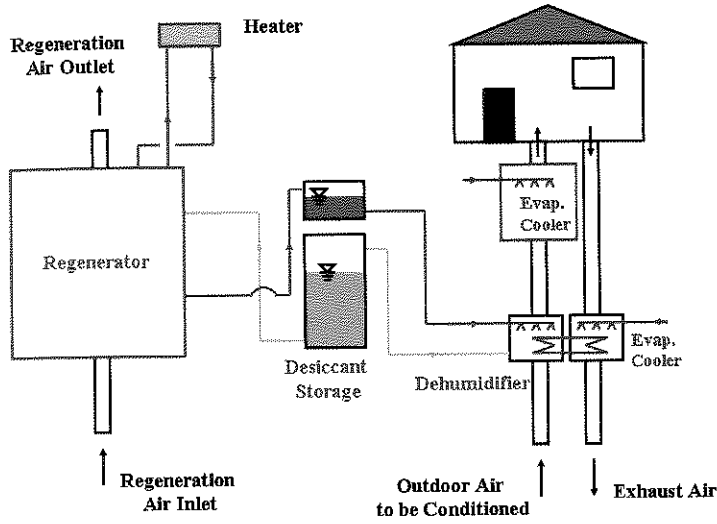 Heater
Regeneration
Air Outlet
Regenerator
Evap.
Cooler
Desiccant
Storage
Dehumidifier
Evap.
Cooler
Regeneration
Air Inlet
Outdoor Air
to be Conditioned
Exhaust Air